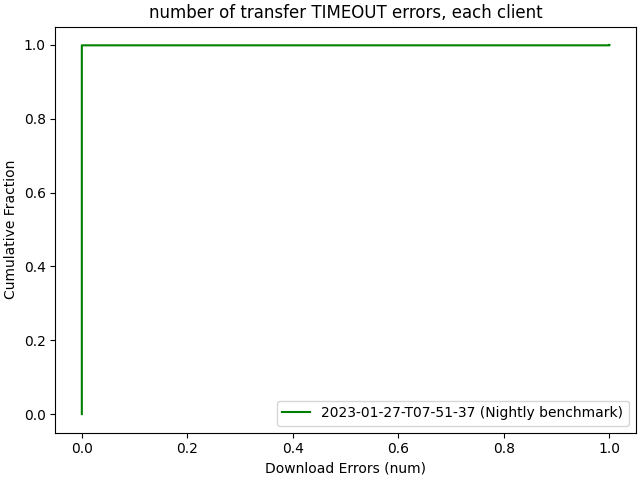 number of transfer TIMEOUT errors, each client
1.0
0.8
0.6
0.4
0.2
0.0
Cumulative Fraction
2023-01-27-T07-51-37 (Nightly benchmark)
0.0 0.2 0.4 0.6 0.8 1.0
Download Errors (num)